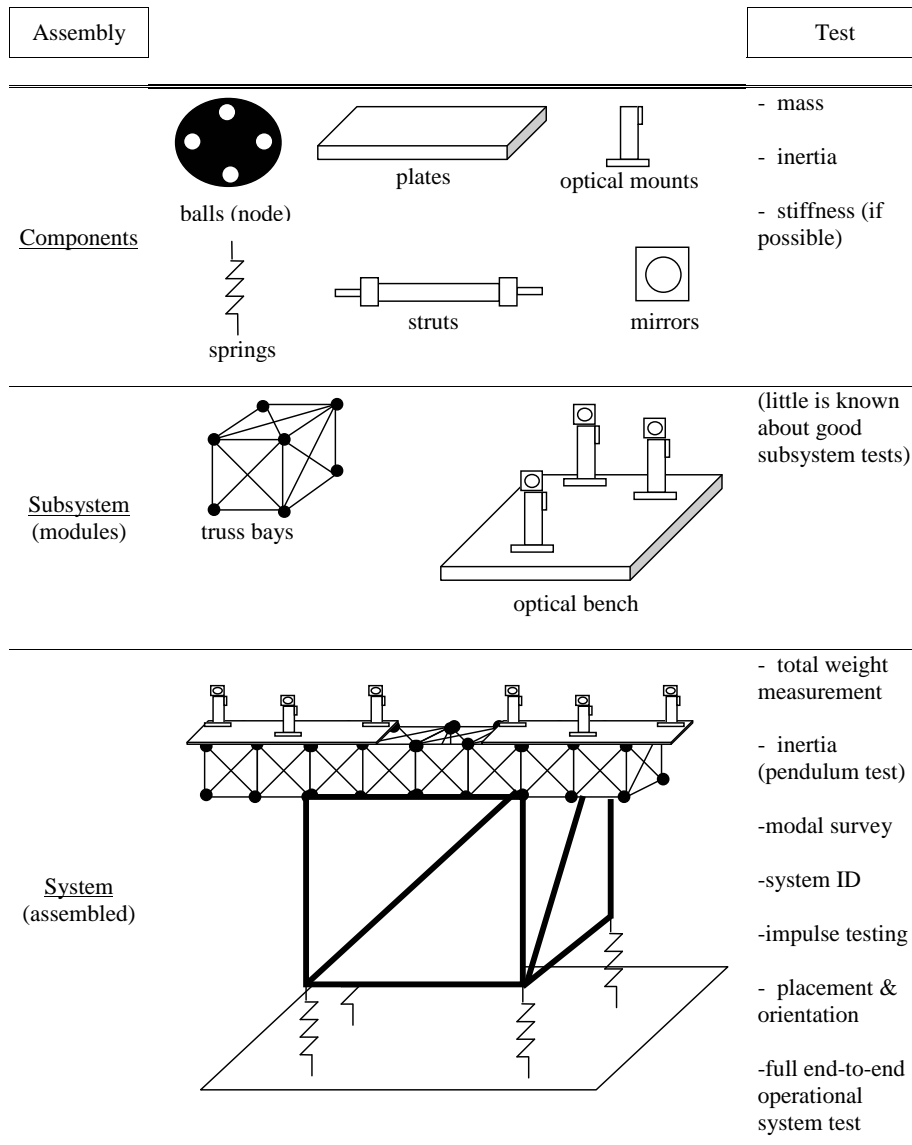 Assembly
Test
Components
balls (node)
plates
optical mounts
springs
struts
mirrors
- mass
- inertia
- stiffness (if
possible)
Subsystem
(modules)
truss bays
optical bench
(little is known
about good
subsystem tests)
System
(assembled)
- total weight
measurement
- inertia
(pendulum test)
-modal survey
-system ID
-impulse testing
- placement &
orientation
-full end-to-end
operational
system test